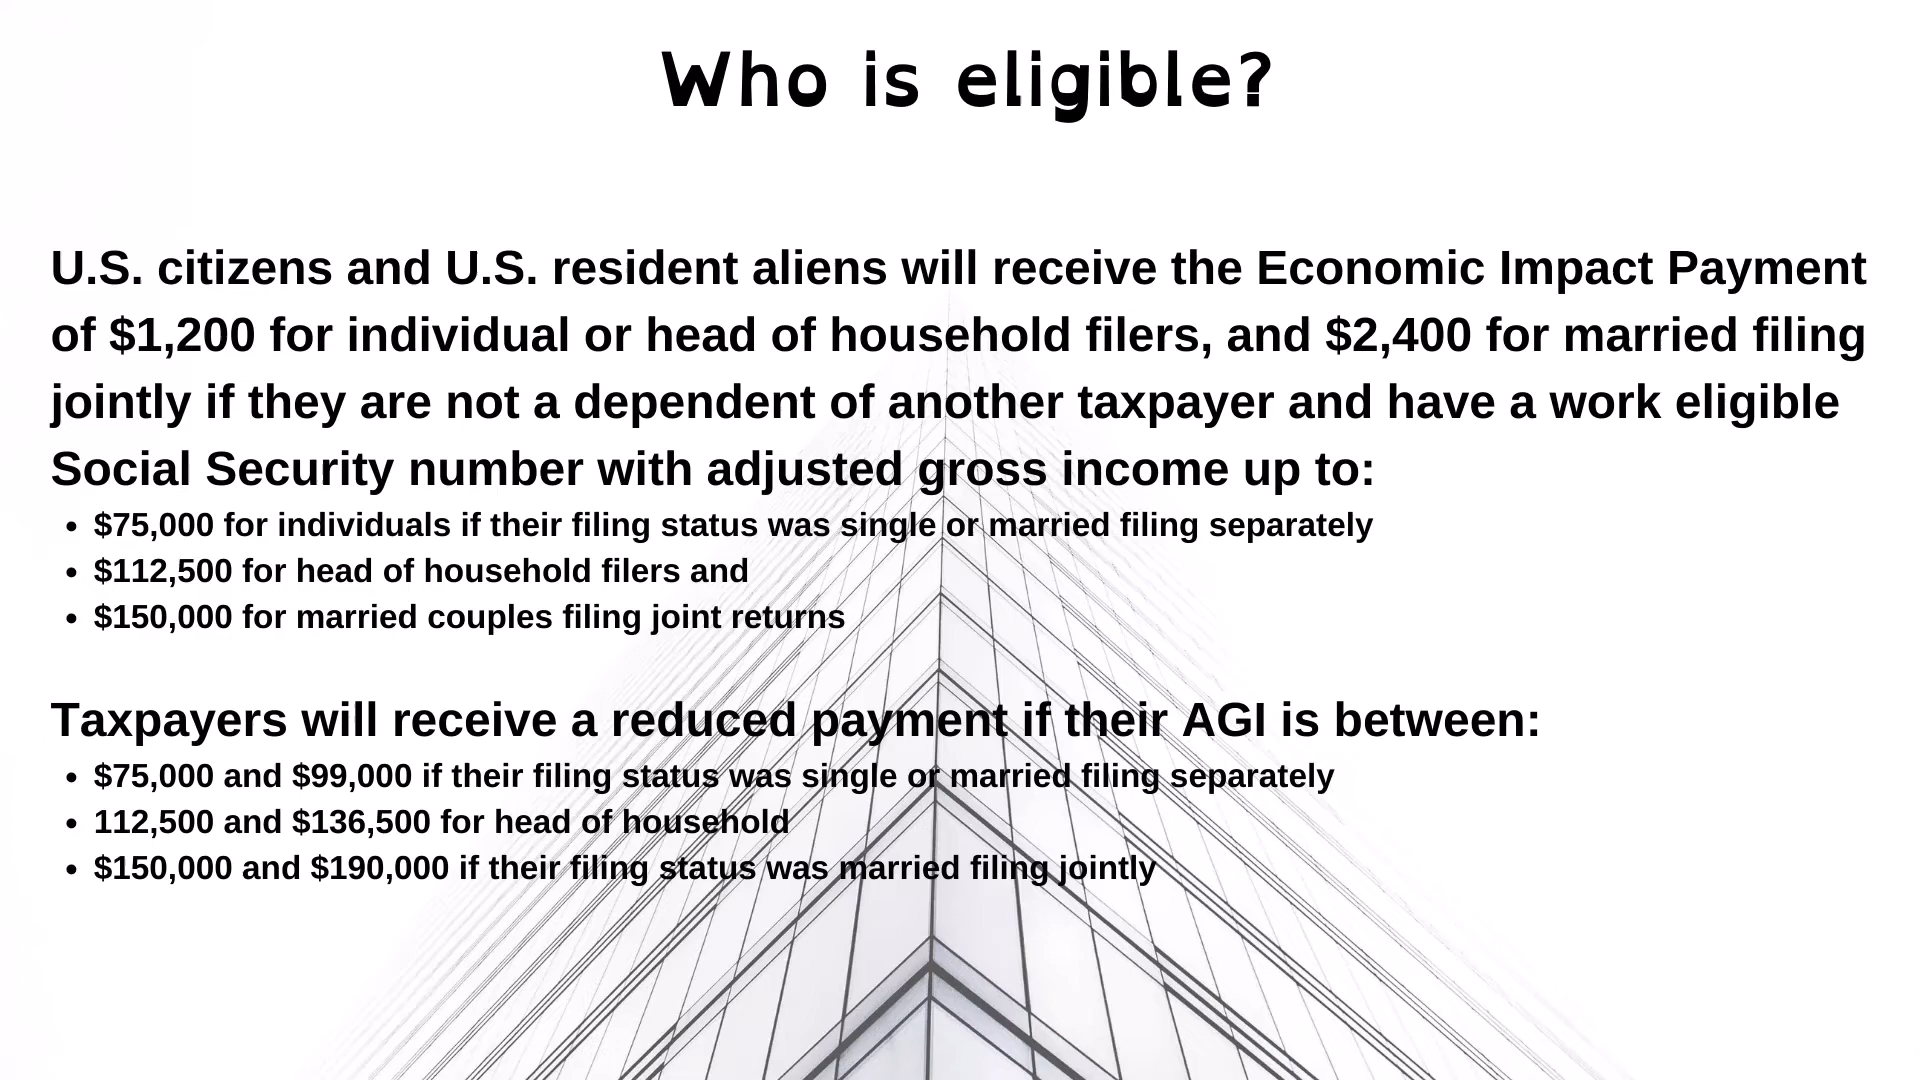 Who is eligible?
U.S. citizens and U.S. resident aliens will receive the Economic Impact Payment
of $1,200 for individual or head of household filers, and $2,400 for married filing
jointly if they are not a dependent of another taxpayer and have a work eligible
Social Security number with adjusted gross income up to:
• $75,000 for individuals if their filing status was single or married filing separately
• $112,500 for head of household filers and
• $150,000 for married couples filing joint returns
Taxpayers will receive a reduced payment if their AGI is between:
• $75,000 and $99,000 if their filing status was single or married filing separately
• 112,500 and $136,500 for head of household
• $150,000 and $190,000 if their filing status was married filing jointly